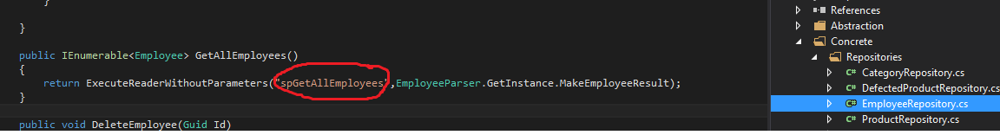 }
}
public IEnumerable<Employee> GetAllEmployees()
{
return ExecuteReaderWithoutParameters("spGetAllEmployees",EmployeeParser.GetInstance.MakeEmployeeResult);
}
public void DeleteEmployee(Guid Id)
References
Abstraction
Concrete
Repositories
C# CategoryRepository.cs
C# DefectedProductRepository.cs
C# EmployeeRepository.cs
C# ProductRepository.cs